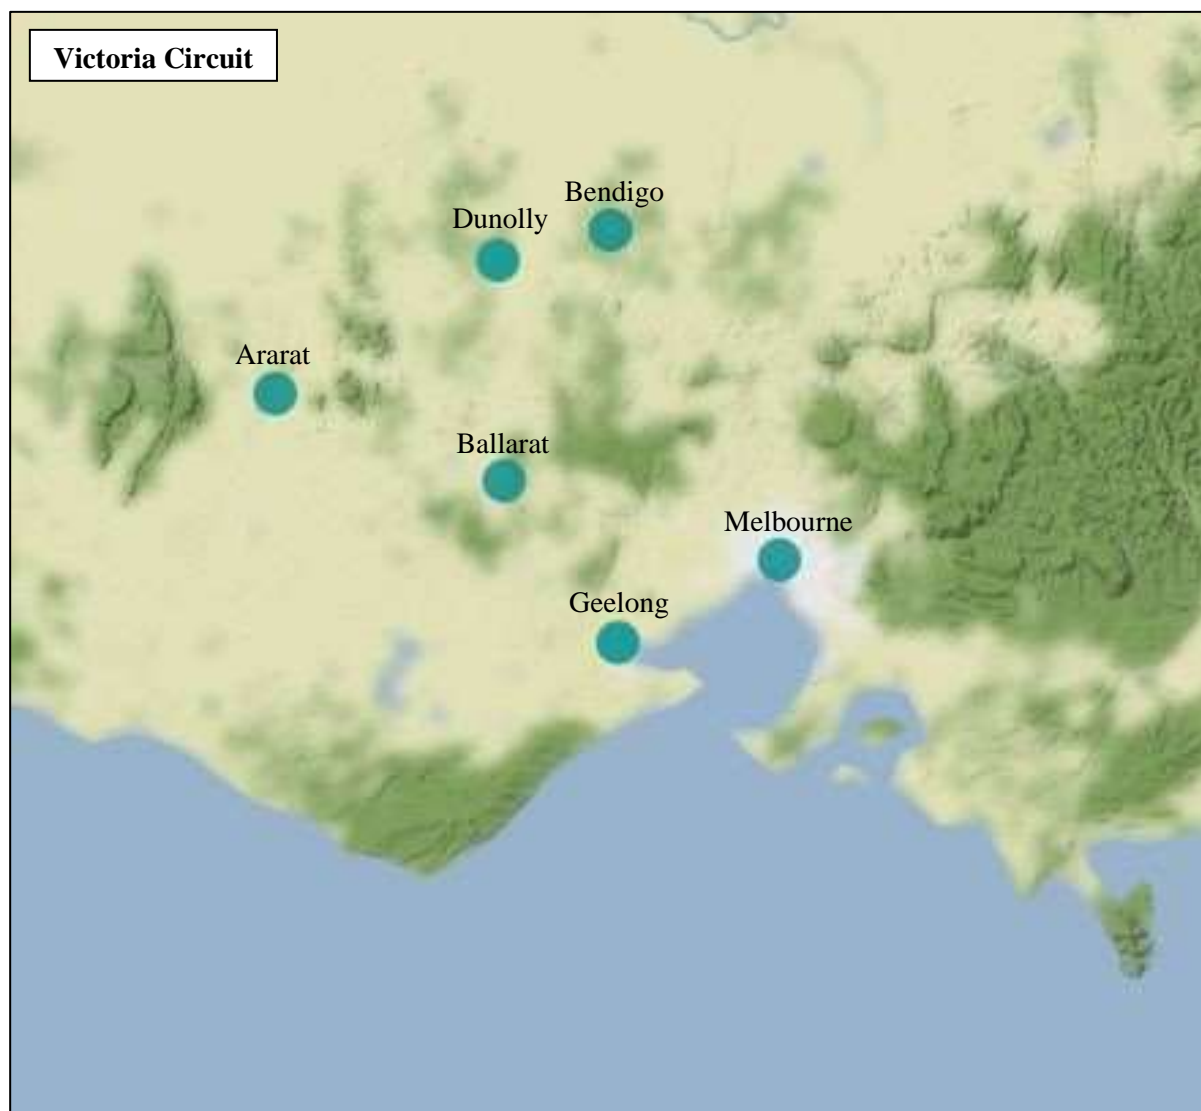 Victoria Circuit
Bendigo
Dunolly
Ararat
Ballarat
Melbourne
Geelong